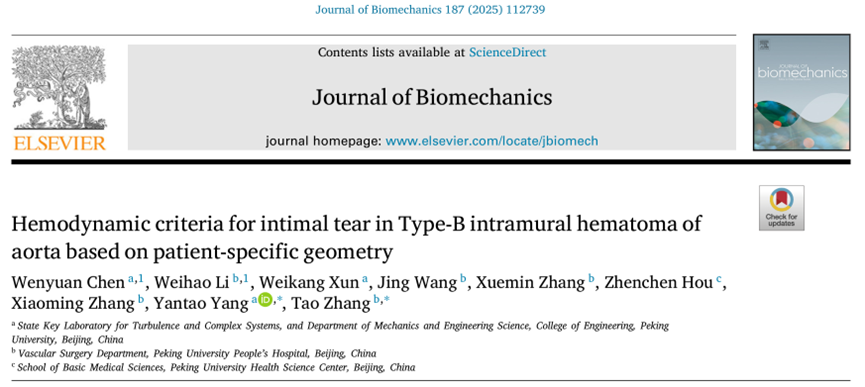 Journal of Biomechanics 187 (2025) 112739
Contents lists available at ScienceDirect
Journal of Biomechanics
journal homepage: www.elsevier.com/locate/jbiomech
ELSEVIER
biomechanics
Check for
updates
Hemodynamic criteria for intimal tear in Type-B intramural hematoma of
aorta based on patient-specific geometry
Wenyuan Chen a,1, Weihao Li b,1, Weikang Xun a, Jing Wang b, Xuemin Zhang b, Zhenchen Hou c,
Xiaoming Zhang b, Yantao Yang a iD,*, Tao Zhang b,*
a State Key Laboratory for Turbulence and Complex Systems, and Department of Mechanics and Engineering Science, College of Engineering, Peking
University, Beijing, China
b Vascular Surgery Department, Peking University People's Hospital, Beijing, China
c School of Basic Medical Sciences, Peking University Health Science Center, Beijing, China